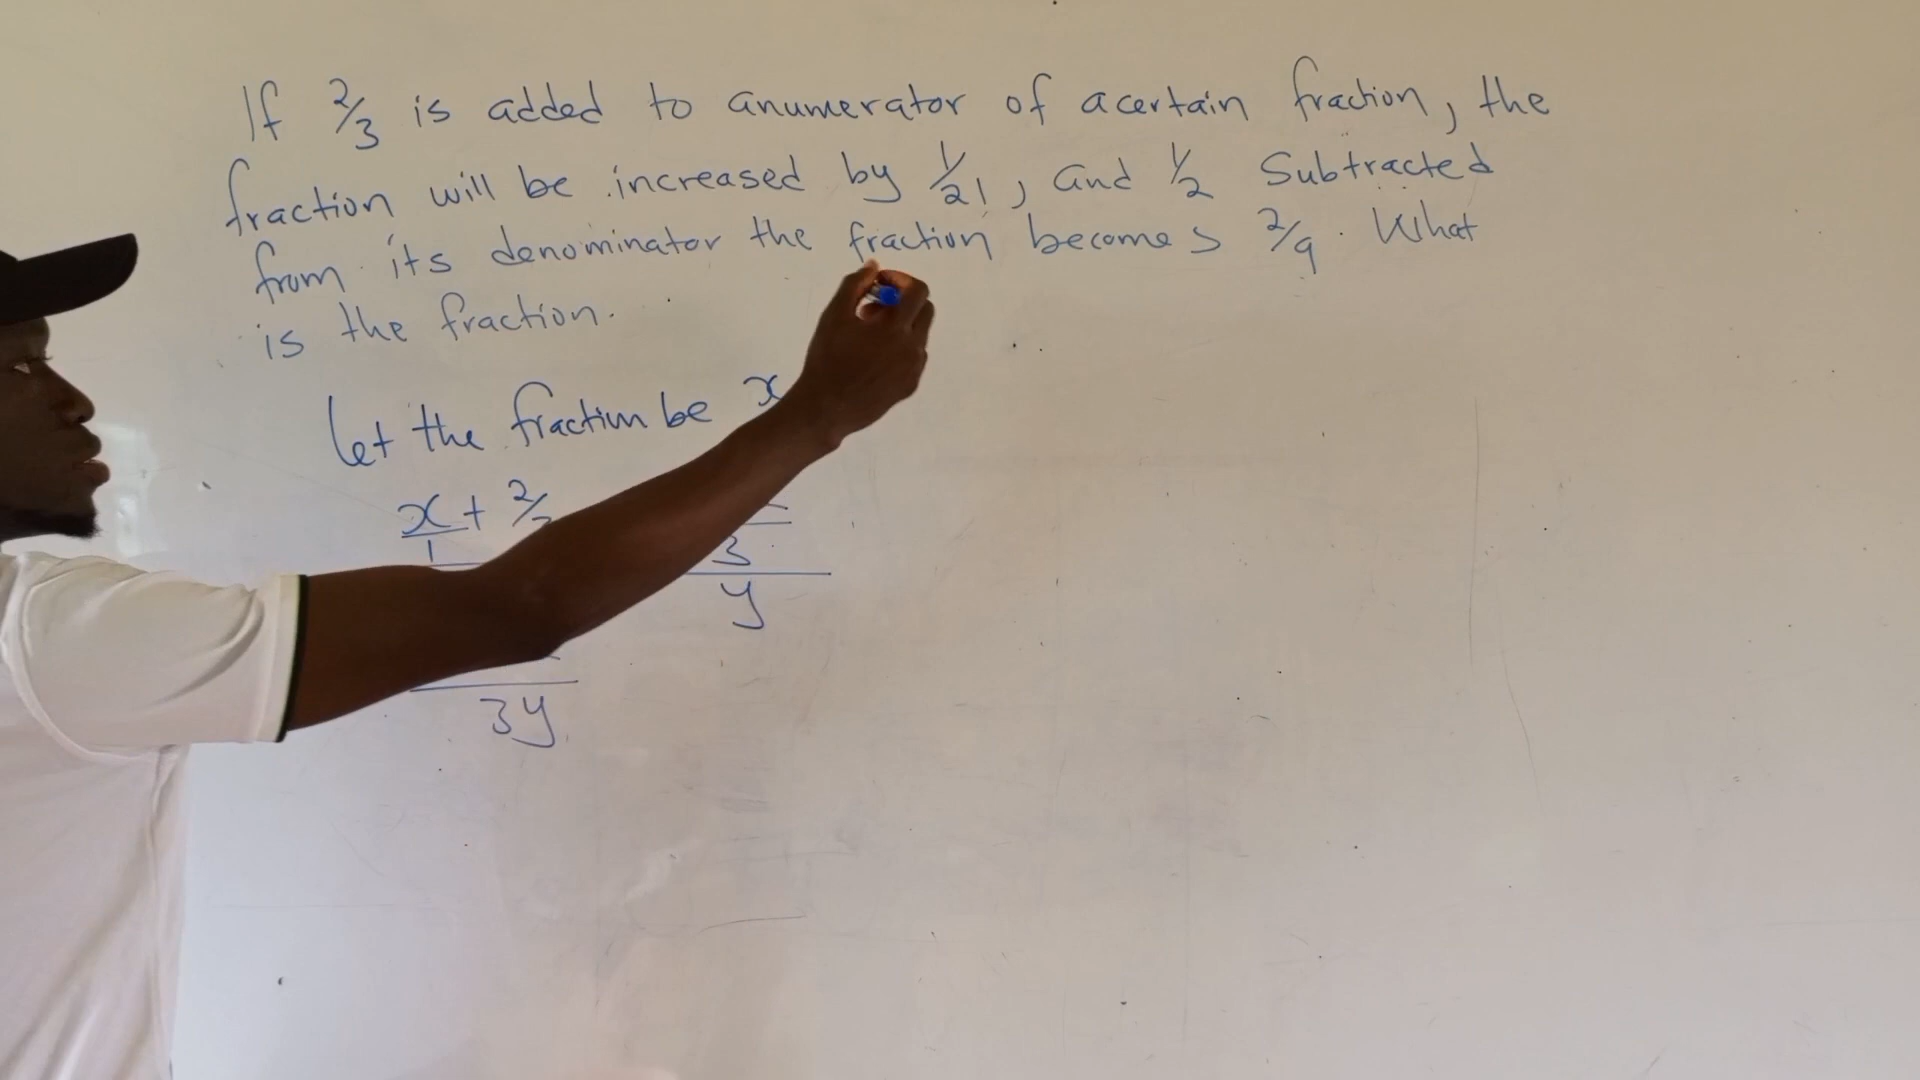 If 2/3 is added to anumerator of acertain fraction, the
fraction will be increased by 1/21, and 1/2 Subtracted
from its denominator the fraction becomes 2/9. What
is the fraction.
Let the fraction be x
x + 2/
1
3
y
3y